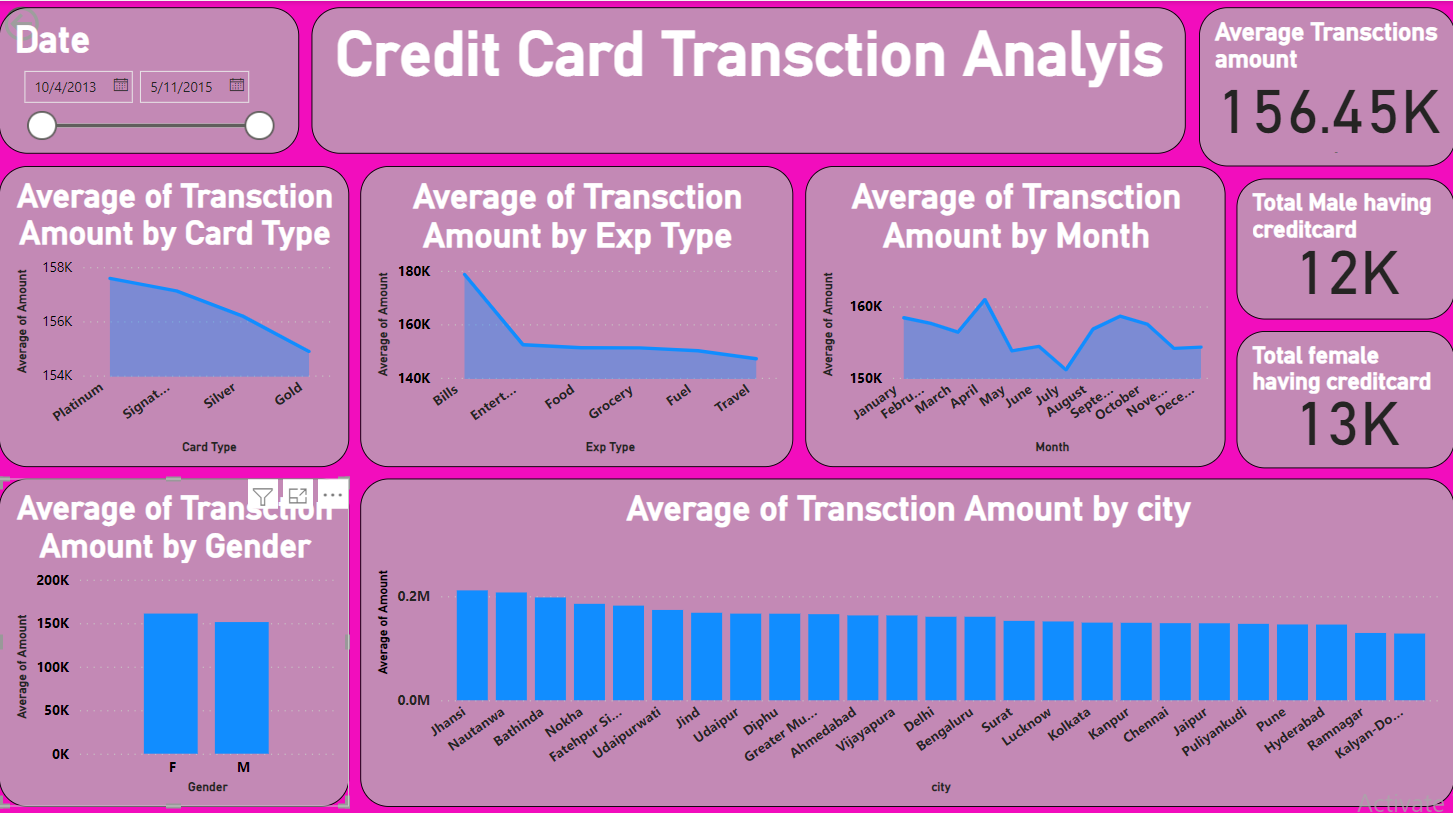 Date
10/4/2013
5/11/2015
Credit Card Transction Analyis
Average Transctions
amount
156.45K
Average of Transction
Amount by Card Type
Average of Amount
158K
156K
154K
Platinum
Signat...
Silver
Gold
Card Type
Average of Transction
Amount by Exp Type
Average of Amount
180K
160K
140K
Bills
Entert...
Food
Grocery
Fuel
Travel
Exp Type
Average of Transction
Amount by Month
Average of Amount
160K
150K
January
Febru...
March
April
May
June
July
August
Septe...
October
Nove...
Dece...
Month
Total Male having
creditcard
12K
Total female
having creditcard
13K
Average of Transction
Amount by Gender
Average of Amount
200K
150K
100K
50K
0K
F
M
Gender
Average of Transction Amount by city
Average of Amount
0.2M
0.0M
Jhansi
Nautanwa
Bathinda
Nokha
Fatehpur Si...
Udaipurwati
Jind
Udaipur
Diphu
Greater Mu...
Ahmedabad
Vijayapura
Delhi
Bengaluru
Surat
Lucknow
Kolkata
Kanpur
Chennai
Jaipur
Puliyankudi
Pune
Hyderabad
Ramnagar
Kalyan-Do...
city
Activate